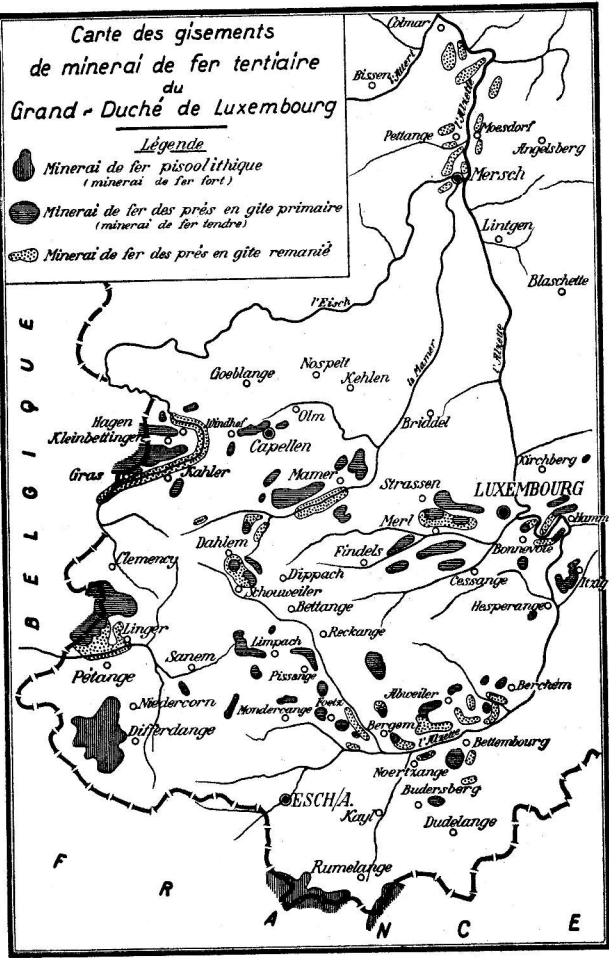 Carte des gisements
de minerai de fer tertiaire
du
Grand-Duché de Luxembourg
Légende
Minerai de fer pisoolithique
(minerai de fer fort)
Minerai de fer des prés en gîte primaire
(minerai de fer tendre)
Minerai de fer des prés en gîte remanié
Colmar
l'Attert
Bissen
l'Alzette
Pettange
Moesdorf
Angelsberg
Mersch
Lintgen
Blaschette
l'Eisch
la Mamer
l'Alzette
Goeblange
Nospelt
Kehlen
Olm
Briddel
Hagen
Windhof
Kleinbettingen
Capellen
Gras
Kahler
Mamer
Strassen
Kirchberg
LUXEMBOURG
Merl
Hamm
Bonnevoie
Dahlem
Findels
Clemency
Dippach
Cessange
Itzig
Schouweiler
Bettange
Hesperange
Linger
Reckange
Limpach
Sanem
Pissange
Pétange
Abweiler
Berchem
Niedercorn
Mondercange
Foetz
Bergem
l'Alzette
Differdange
Bettembourg
Noertzange
ESCH/A.
Budersberg
Kayl
Dudelange
Rumelange
BELGIQUE
FRANCE